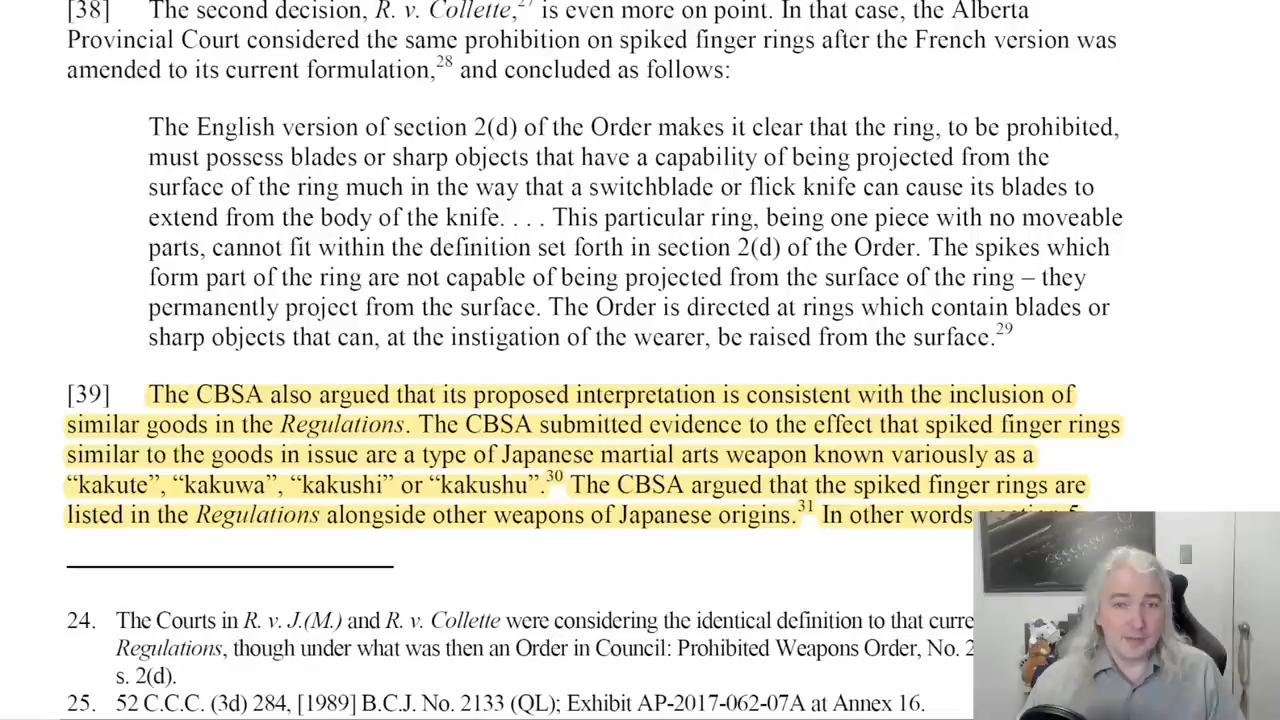 [38] The second decision, R. v. Collette,27 is even more on point. In that case, the Alberta
Provincial Court considered the same prohibition on spiked finger rings after the French version was
amended to its current formulation,28 and concluded as follows:
The English version of section 2(d) of the Order makes it clear that the ring, to be prohibited,
must possess blades or sharp objects that have a capability of being projected from the
surface of the ring much in the way that a switchblade or flick knife can cause its blades to
extend from the body of the knife. . . . This particular ring, being one piece with no moveable
parts, cannot fit within the definition set forth in section 2(d) of the Order. The spikes which
form part of the ring are not capable of being projected from the surface of the ring – they
permanently project from the surface. The Order is directed at rings which contain blades or
sharp objects that can, at the instigation of the wearer, be raised from the surface.29
[39] The CBSA also argued that its proposed interpretation is consistent with the inclusion of
similar goods in the Regulations. The CBSA submitted evidence to the effect that spiked finger rings
similar to the goods in issue are a type of Japanese martial arts weapon known variously as a
“kakute”, “kakuwa”, “kakushi” or “kakushu”.30 The CBSA argued that the spiked finger rings are
listed in the Regulations alongside other weapons of Japanese origins.31 In other words
24. The Courts in R. v. J.(M.) and R. v. Collette were considering the identical definition to that curre
Regulations, though under what was then an Order in Council: Prohibited Weapons Order, No. 2
s. 2(d).
25. 52 C.C.C. (3d) 284, [1989] B.C.J. No. 2133 (QL); Exhibit AP-2017-062-07A at Annex 16.